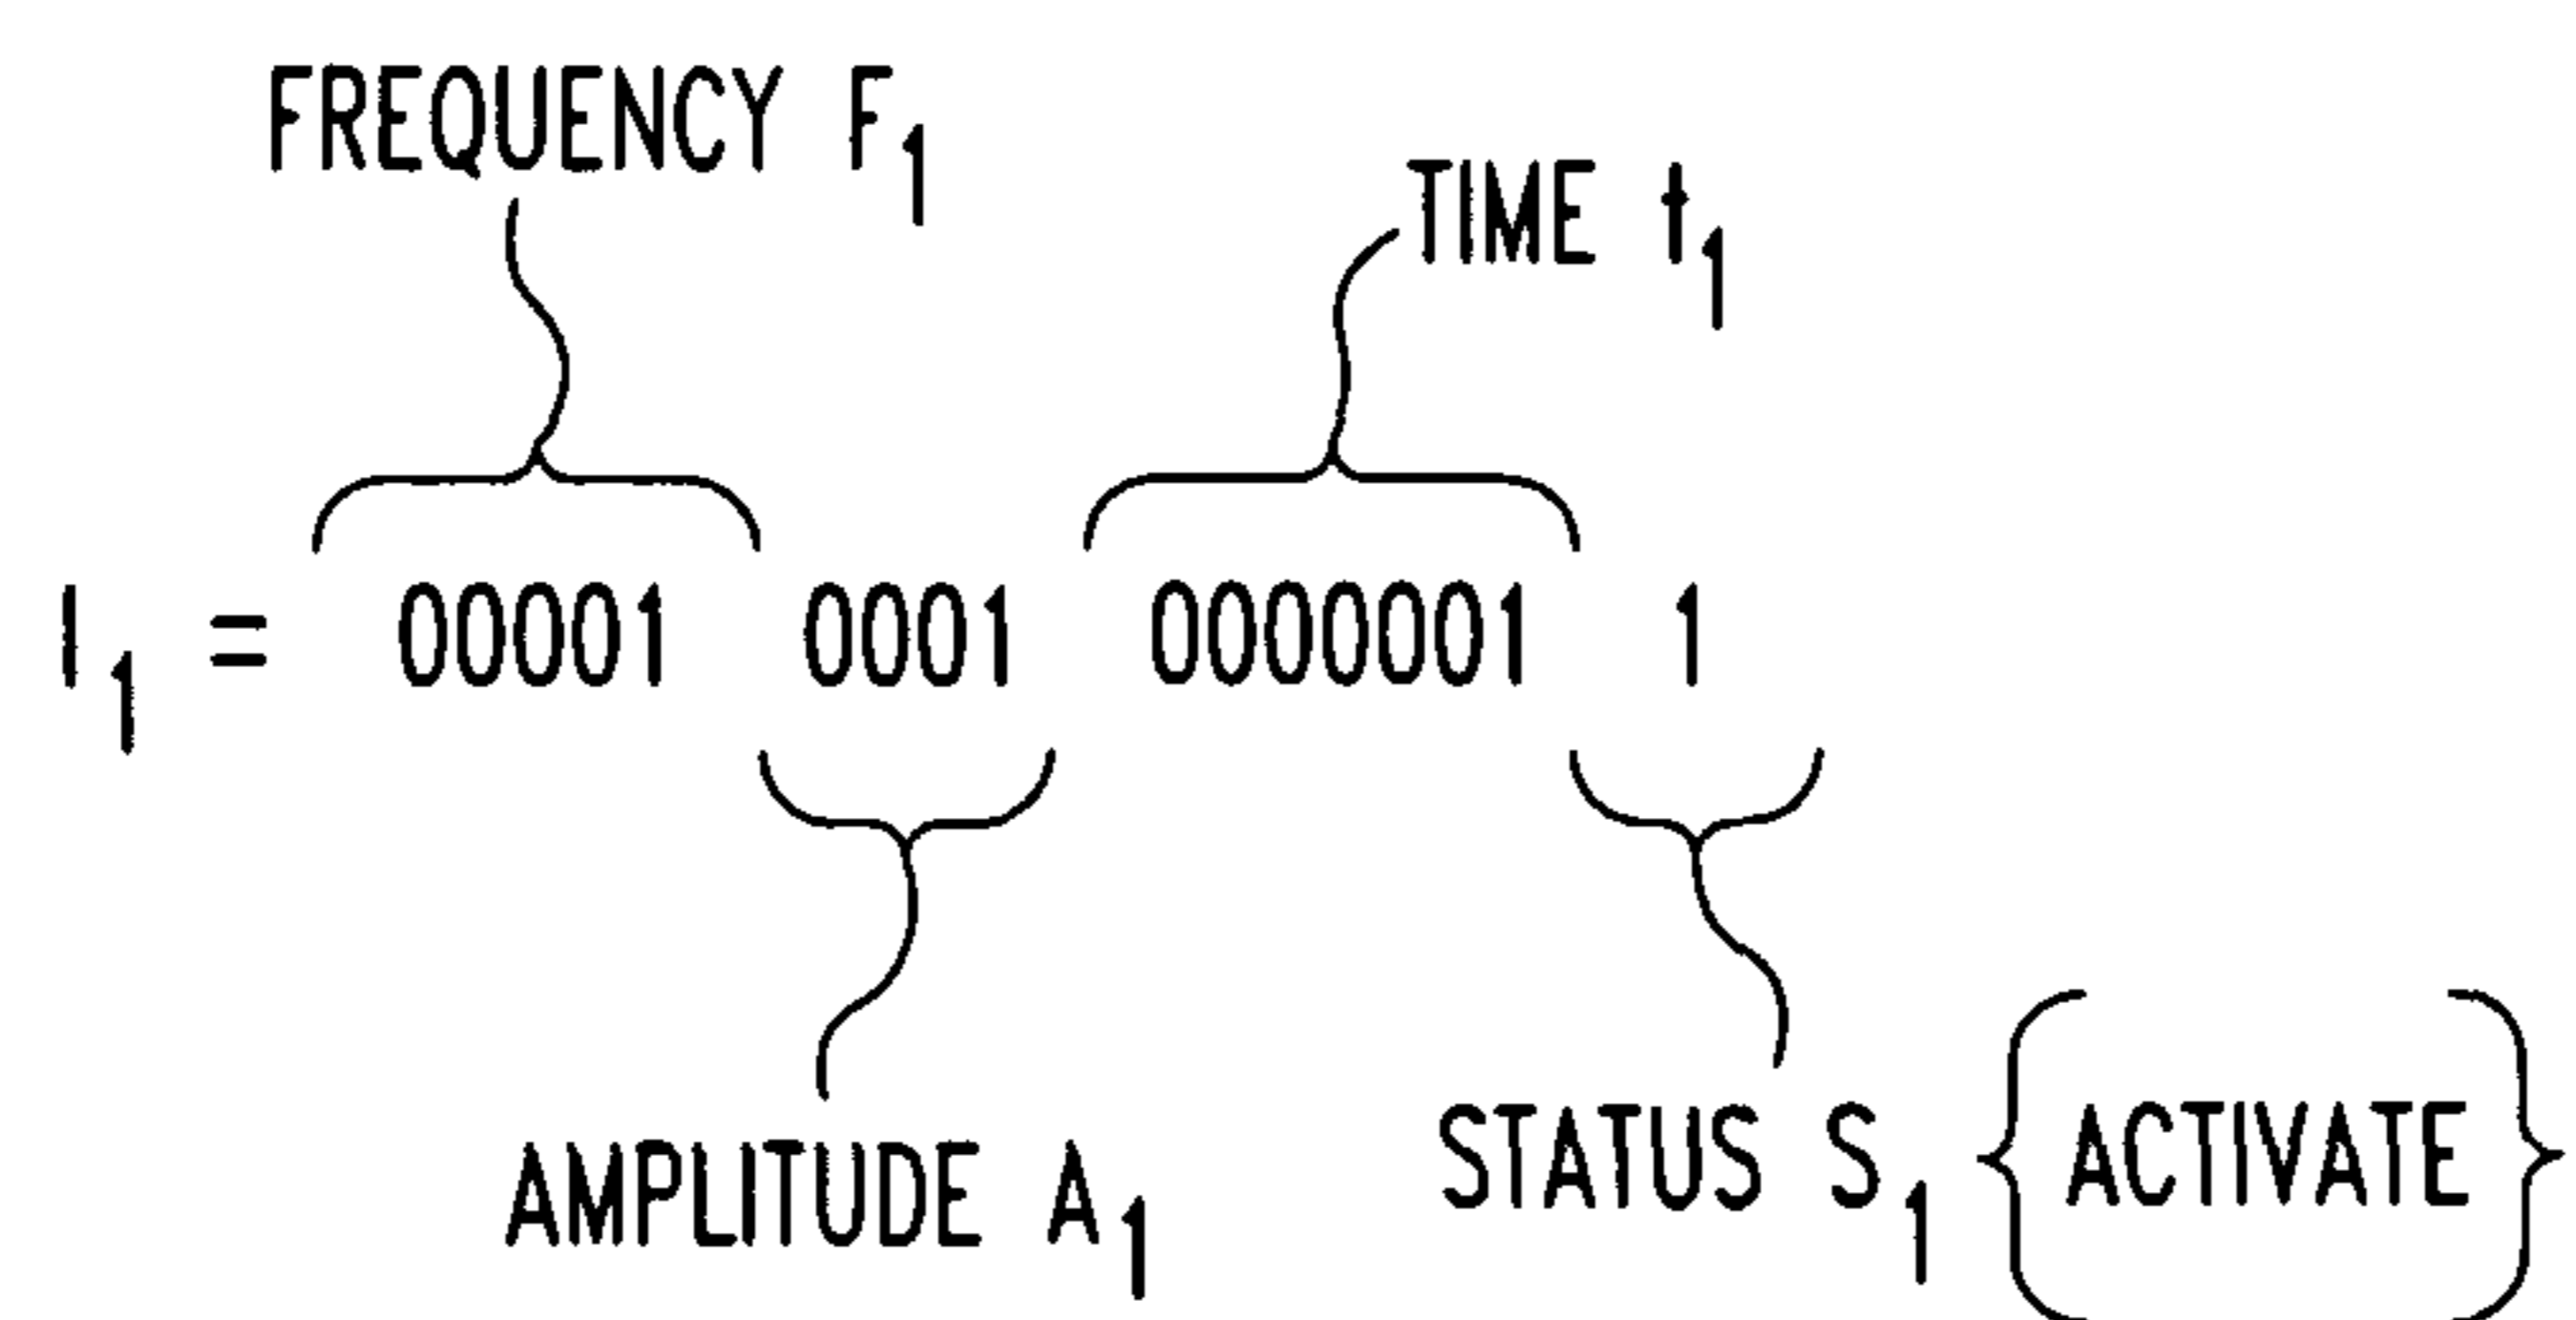 FREQUENCY F₁
TIME t₁
I₁ = 00001 0001 0000001 1
AMPLITUDE A₁
STATUS S₁ {ACTIVATE}